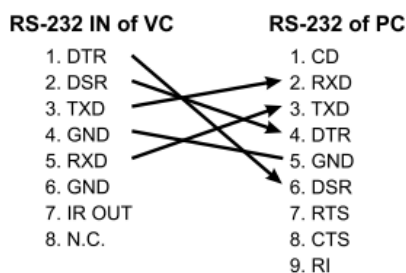 RS-232 IN of VC
1. DTR
2. DSR
3. TXD
4. GND
5. RXD
6. GND
7. IR OUT
8. N.C.
RS-232 of PC
1. CD
2. RXD
3. TXD
4. DTR
5. GND
6. DSR
7. RTS
8. CTS
9. RI